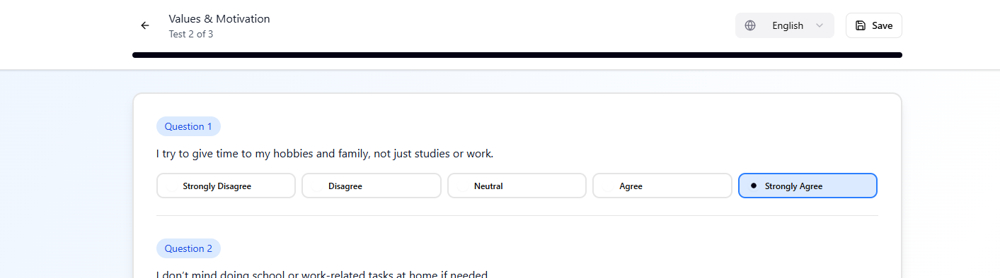 Values & Motivation
Test 2 of 3
English
Save
Question 1
I try to give time to my hobbies and family, not just studies or work.
Strongly Disagree
Disagree
Neutral
Agree
Strongly Agree
Question 2
I don't mind doing school or work-related tasks at home if needed